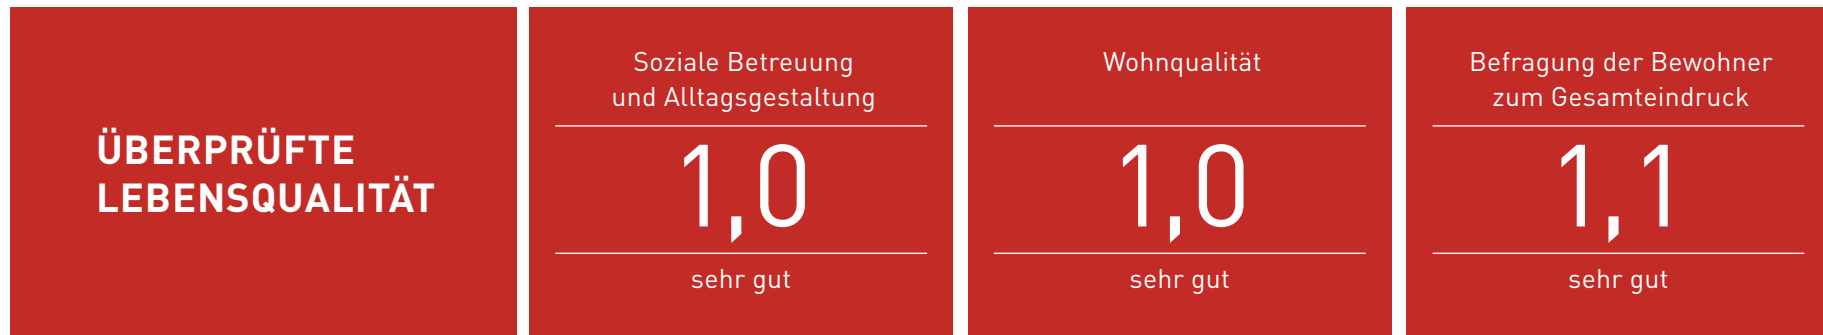 ÜBERPRÜFTE
LEBENSQUALITÄT
Soziale Betreuung
und Alltagsgestaltung
1,0
sehr gut
Wohnqualität
1,0
sehr gut
Befragung der Bewohner
zum Gesamteindruck
1,1
sehr gut